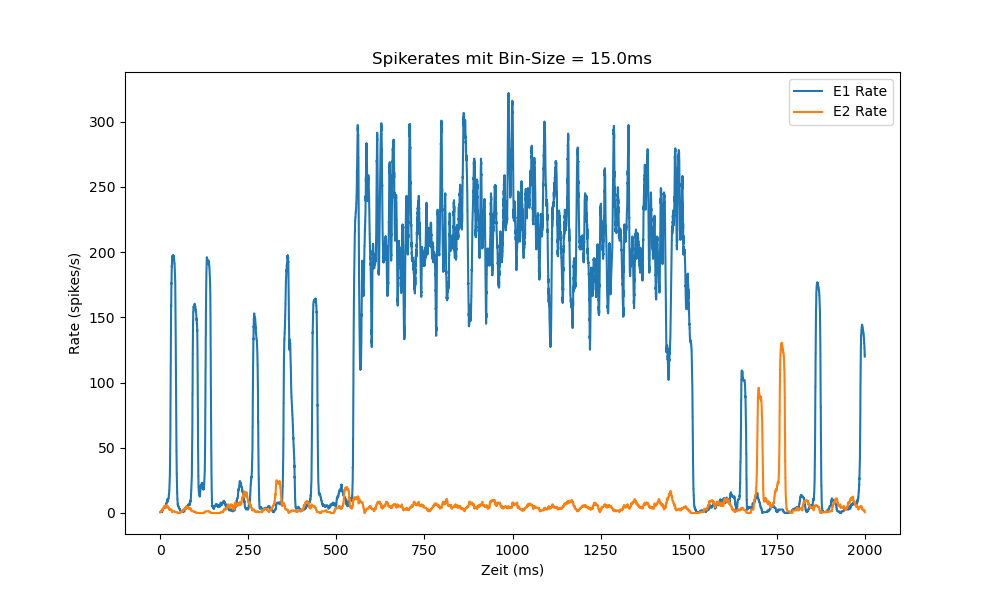 Spikerates mit Bin-Size = 15.0ms
E1 Rate
E2 Rate
Rate (spikes/s)
300
250
200
150
100
50
0
0 250 500 750 1000 1250 1500 1750 2000
Zeit (ms)